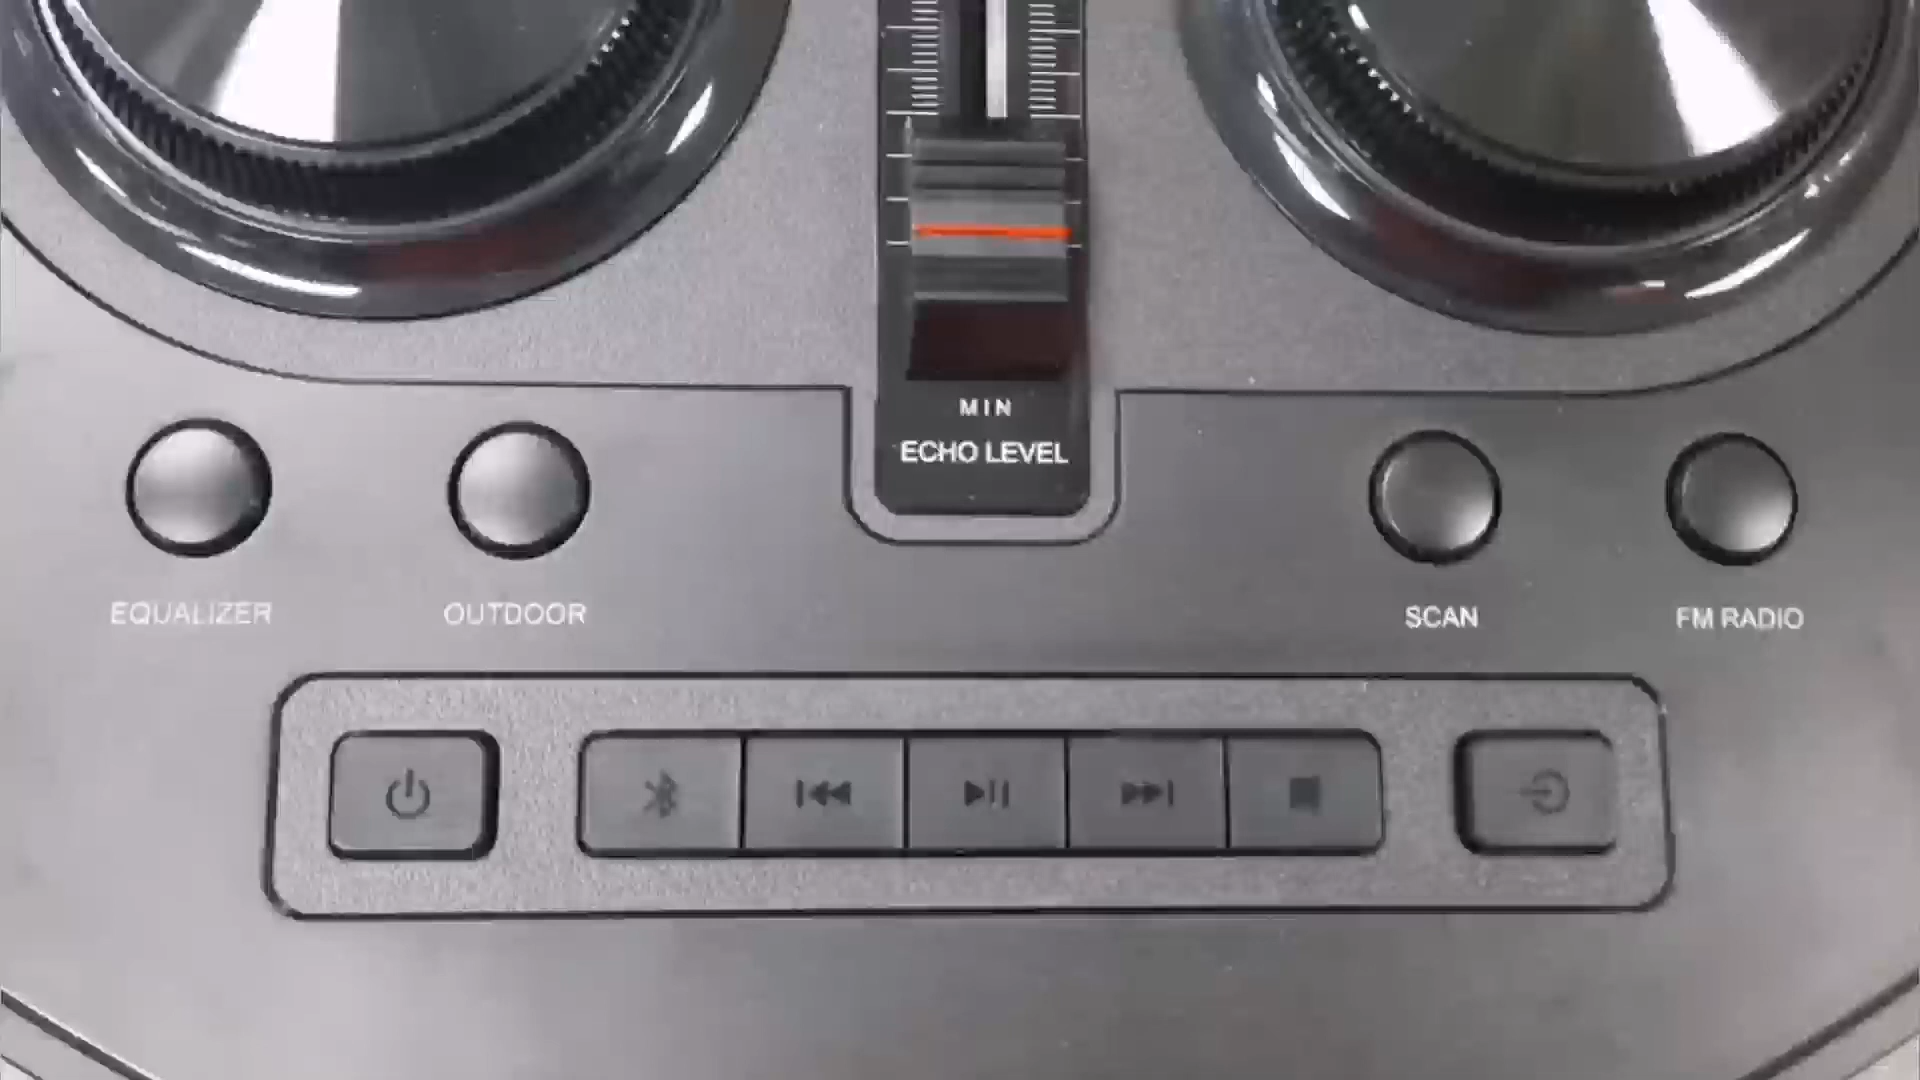 MIN
ECHO LEVEL
EQUALIZER
OUTDOOR
SCAN
FM RADIO